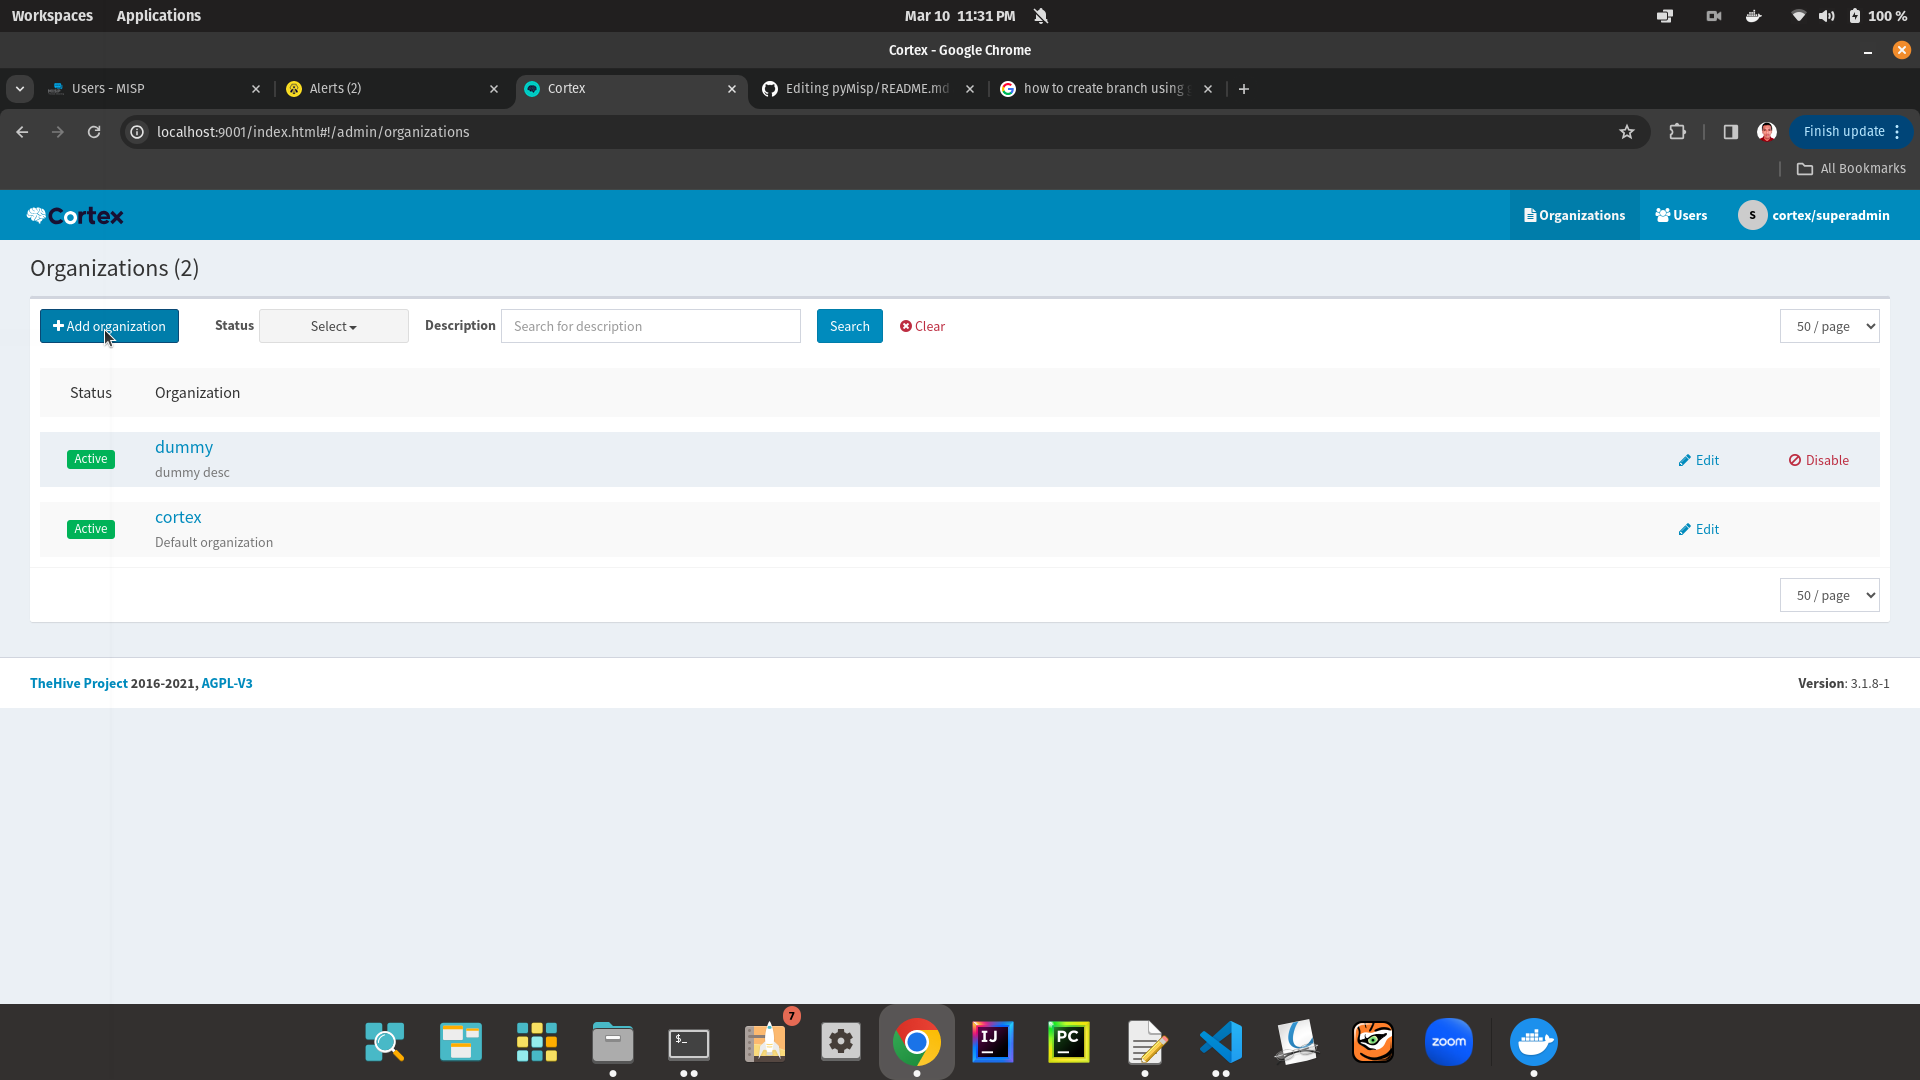 Workspaces Applications Mar 10 11:31 PM 100 %
Cortex - Google Chrome
Users - MISP Alerts (2) Cortex Editing pyMisp/README.md how to create branch using
localhost:9001/index.html#!/admin/organizations Finish update
All Bookmarks
Cortex Organizations Users S cortex/superadmin
Organizations (2)
Add organization Status Select Description Search for description Search Clear 50 / page
Status Organization
Active dummy
dummy desc
Edit Disable
Active cortex
Default organization
Edit
50 / page
TheHive Project 2016-2021, AGPL-V3 Version: 3.1.8-1
7
$_ IJ PC zoom